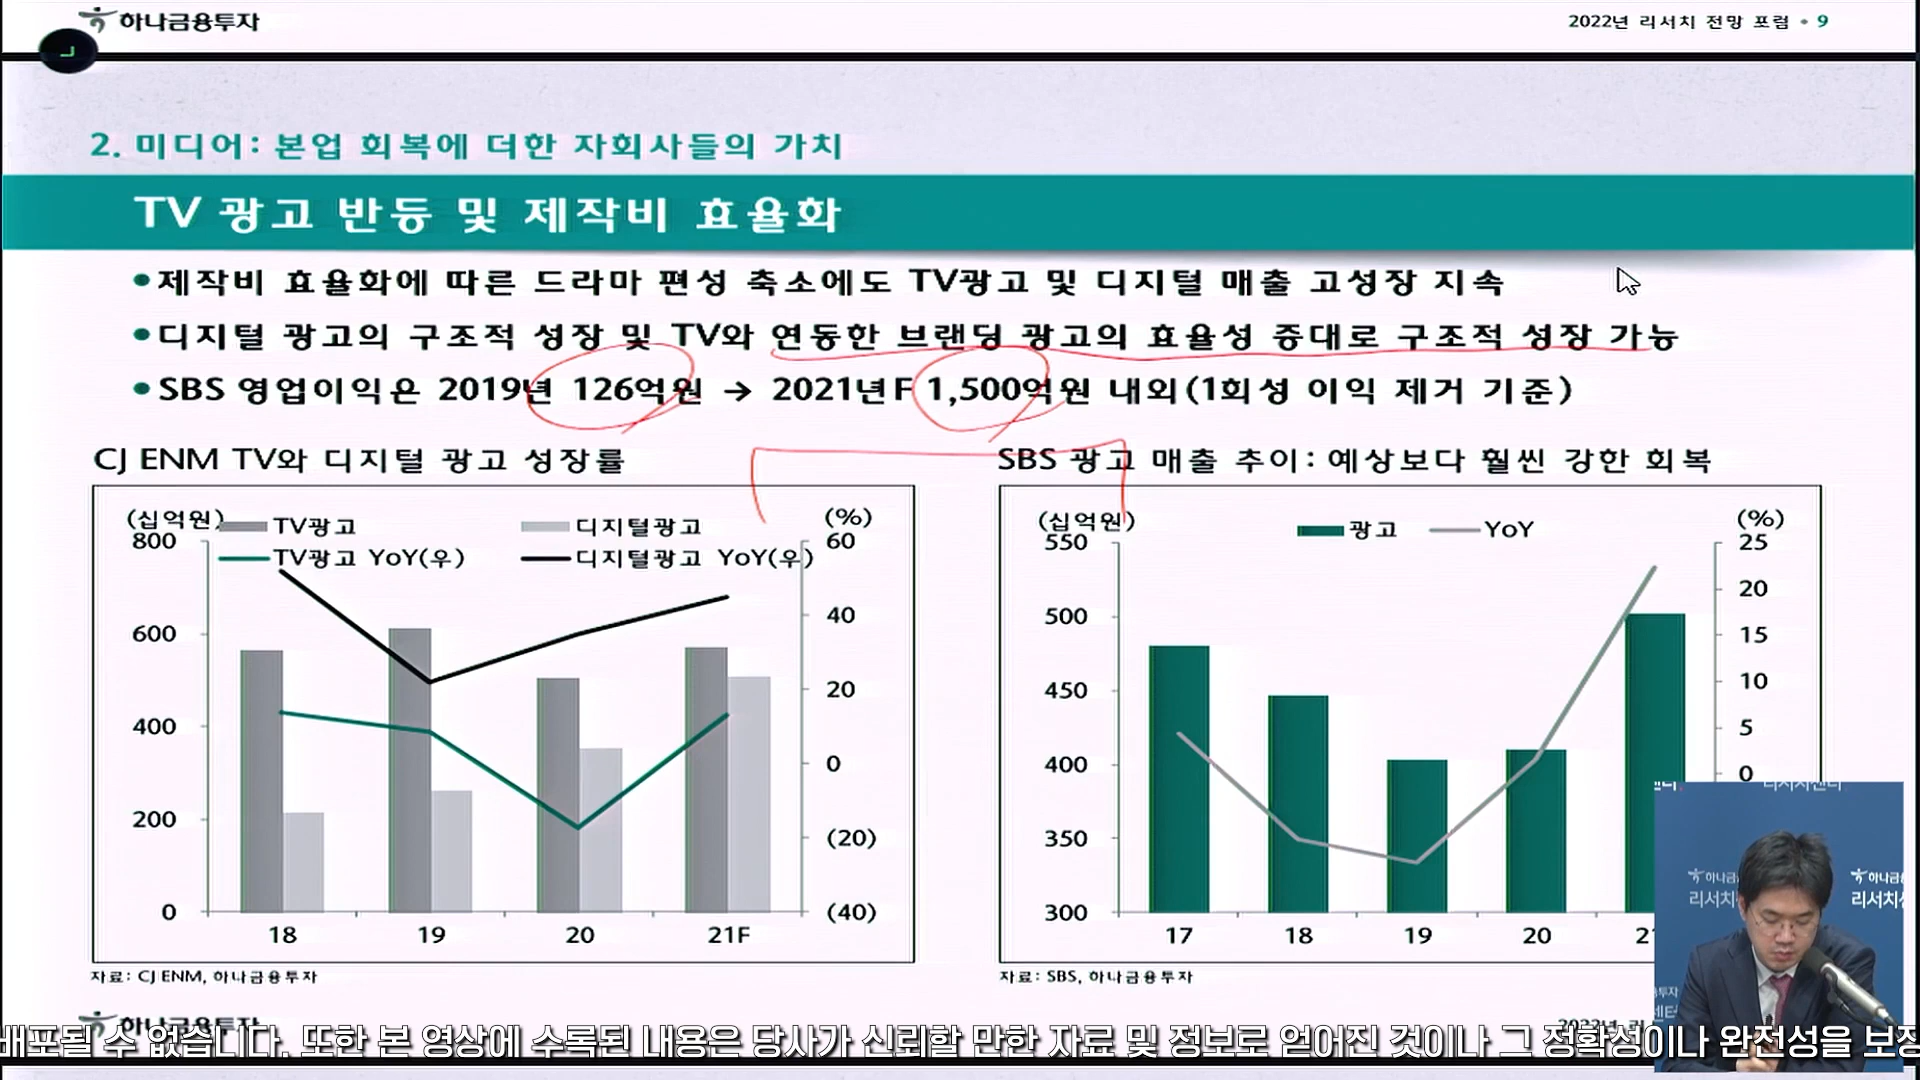 하나금융투자
2022년 리서치 전망 포럼 • 9
2. 미디어: 본업 회복에 더한 자회사들의 가치
TV 광고 반등 및 제작비 효율화
•제작비 효율화에 따른 드라마 편성 축소에도 TV광고 및 디지털 매출 고성장 지속
•디지털 광고의 구조적 성장 및 TV와 연동한 브랜딩 광고의 효율성 증대로 구조적 성장 가능
•SBS 영업이익은 2019년 126억원 → 2021년F 1,500억원 내외(1회성 이익 제거 기준)
CJ ENM TV와 디지털 광고 성장률
(십억원)
TV광고
디지털광고
(%)
TV광고 YoY(우)
디지털광고 YoY(우)
800
600
400
200
0
60
40
20
0
(20)
(40)
18
19
20
21F
자료: CJ ENM, 하나금융투자
SBS 광고 매출 추이: 예상보다 훨씬 강한 회복
(십억원)
광고
YoY
(%)
550
500
450
400
350
300
25
20
15
10
5
0
17
18
19
20
자료: SBS, 하나금융투자
하나금융투자
배포될 수 없습니다. 또한 본 영상에 수록된 내용은 당사가 신뢰할 만한 자료 및 정보로 얻어진 것이나 그 정확성이나 완전성을 보장